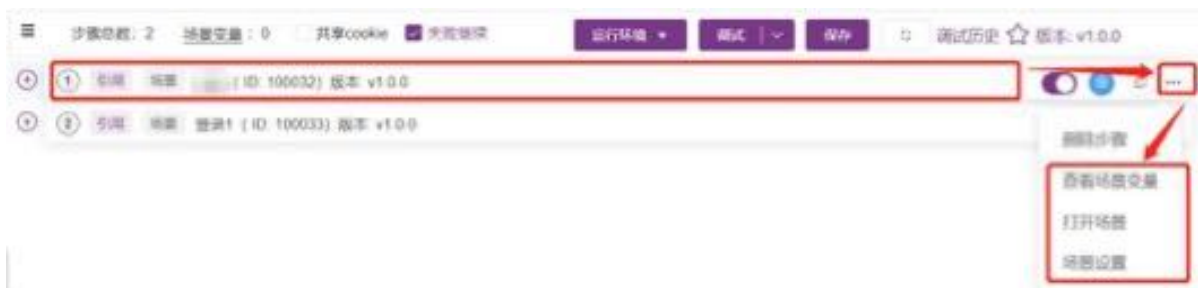 步骤总数: 2 场景变量 : 0 共享cookie 失败继续 运行环境 调试 保存 调试历史 版本: v1.0.0
1 引用 场景 ( ID: 100032) 版本: v1.0.0
2 引用 场景 登录1 ( ID: 100033) 版本: v1.0.0
删除步骤
查看场景变量
打开场景
场景设置